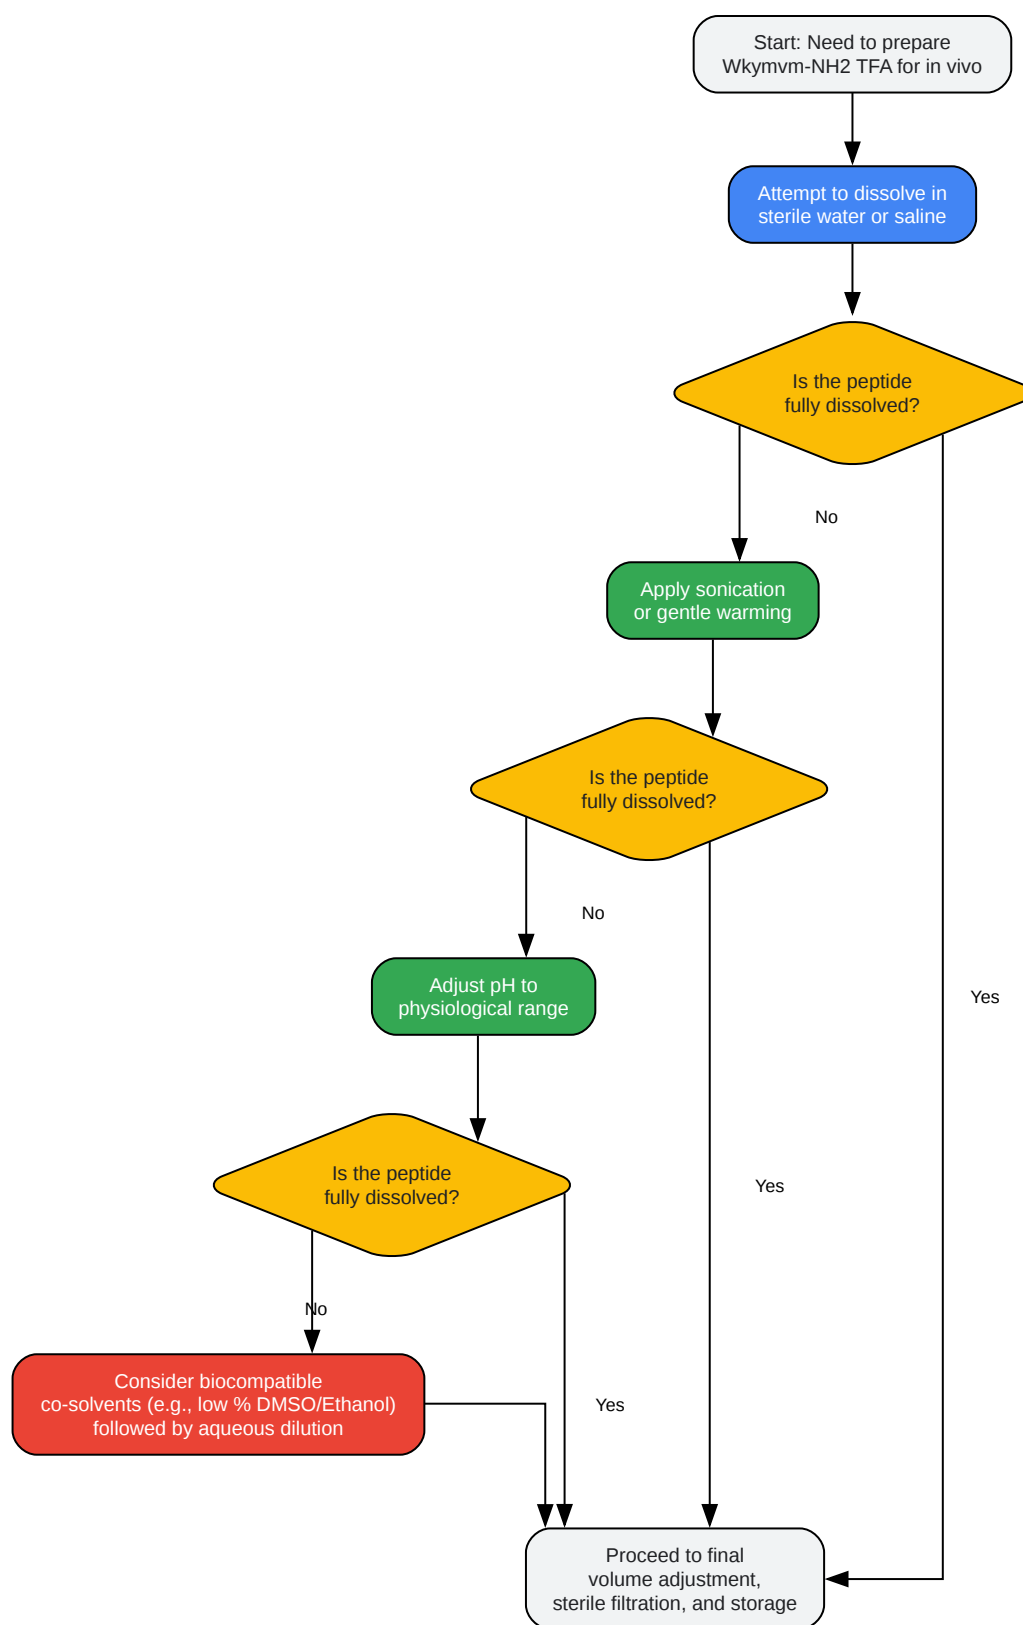 Start: Need to prepare
Wkymvm-NH2 TFA for in vivo
Attempt to dissolve in
sterile water or saline
Is the peptide
fully dissolved?
No
Apply sonication
or gentle warming
Is the peptide
fully dissolved?
No
Adjust pH to
physiological range
Yes
Is the peptide
fully dissolved?
Yes
No
Consider biocompatible
co-solvents (e.g., low % DMSO/Ethanol)
followed by aqueous dilution
Yes
Proceed to final
volume adjustment,
sterile filtration, and storage